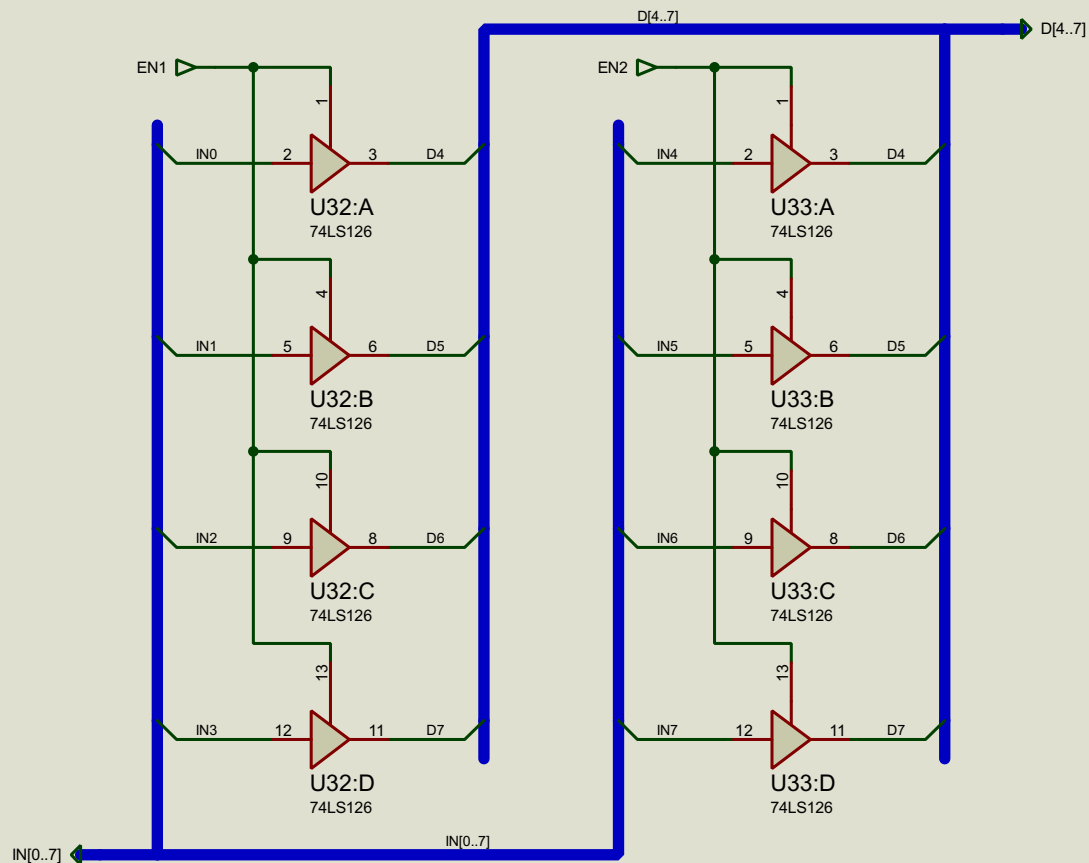 D[4..7]
D[4..7]
EN1
EN2
1
1
IN0
2
3
D4
IN4
2
3
D4
U32:A
74LS126
U33:A
74LS126
4
4
IN1
5
6
D5
IN5
5
6
D5
U32:B
74LS126
U33:B
74LS126
10
10
IN2
9
8
D6
IN6
9
8
D6
U32:C
74LS126
U33:C
74LS126
13
13
IN3
12
11
D7
IN7
12
11
D7
U32:D
74LS126
U33:D
74LS126
IN[0..7]
IN[0..7]